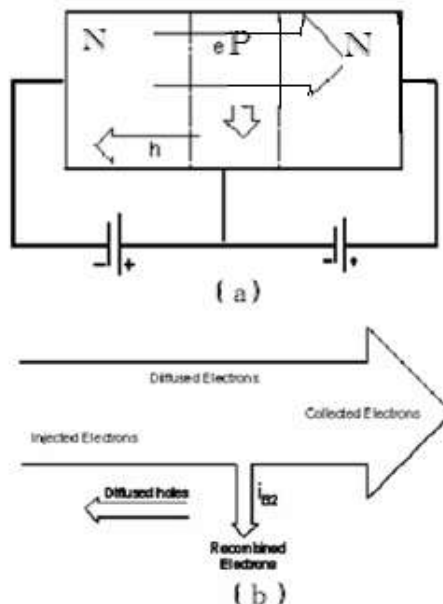 N e P N
h
- + - +
( a )
Diffused Electrons
Collected Electrons
Injected Electrons
Diffused holes
iB2
Recombined
Electrons
( b )